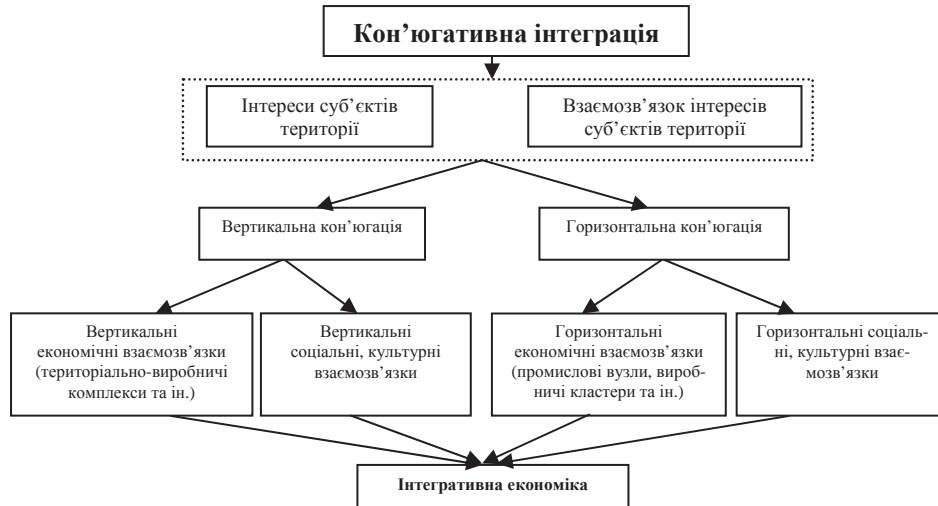 Кон’югативна інтеграція
Інтереси суб’єктів
території
Взаємозв’язок інтересів
суб’єктів території
Вертикальна кон’югація
Горизонтальна кон’югація
Вертикальні
економічні взаємозв’язки
(територіально-виробничі
комплекси та ін.)
Вертикальні
соціальні, культурні
взаємозв’язки
Горизонтальні
економічні взаємозв’язки
(промислові вузли, вироб-
ничі кластери та ін.)
Горизонтальні соціаль-
ні, культурні взає-
мозв’язки
Інтегративна економіка